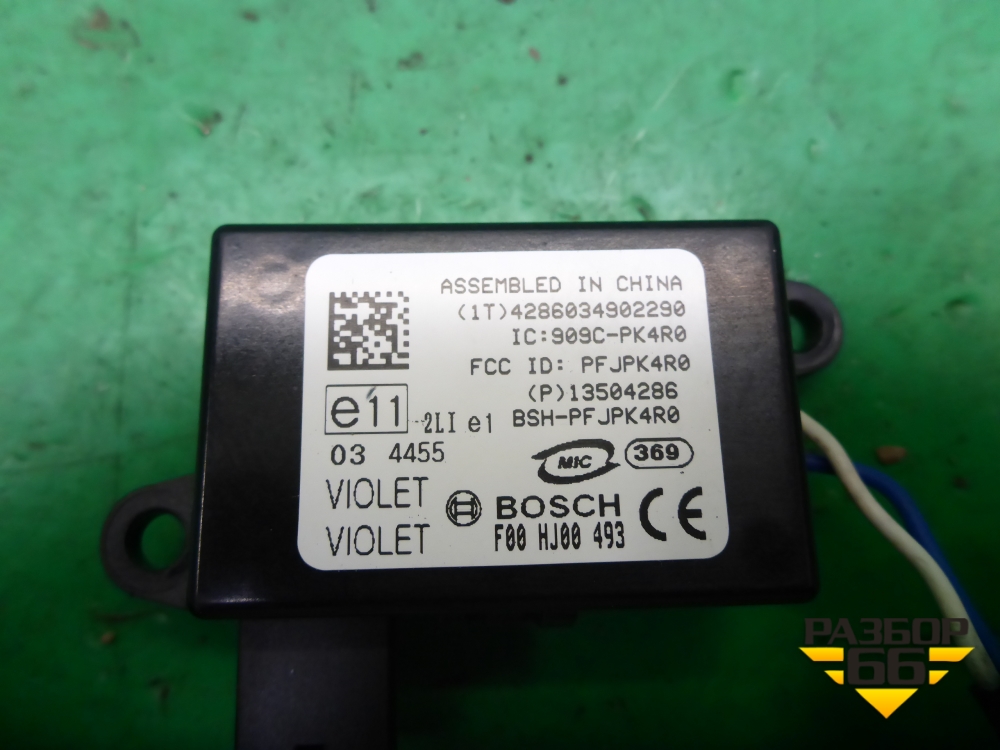 ASSEMBLED IN CHINA
(1T)4286034902290
IC:909C-PK4R0
FCC ID: PFJPK4R0
(P)13504286
e11 2LI e1 BSH-PFJPK4R0
03 4455
MIC 369
VIOLET
BOSCH CE
VIOLET F00 HJ00 493
РАЗБОР
66